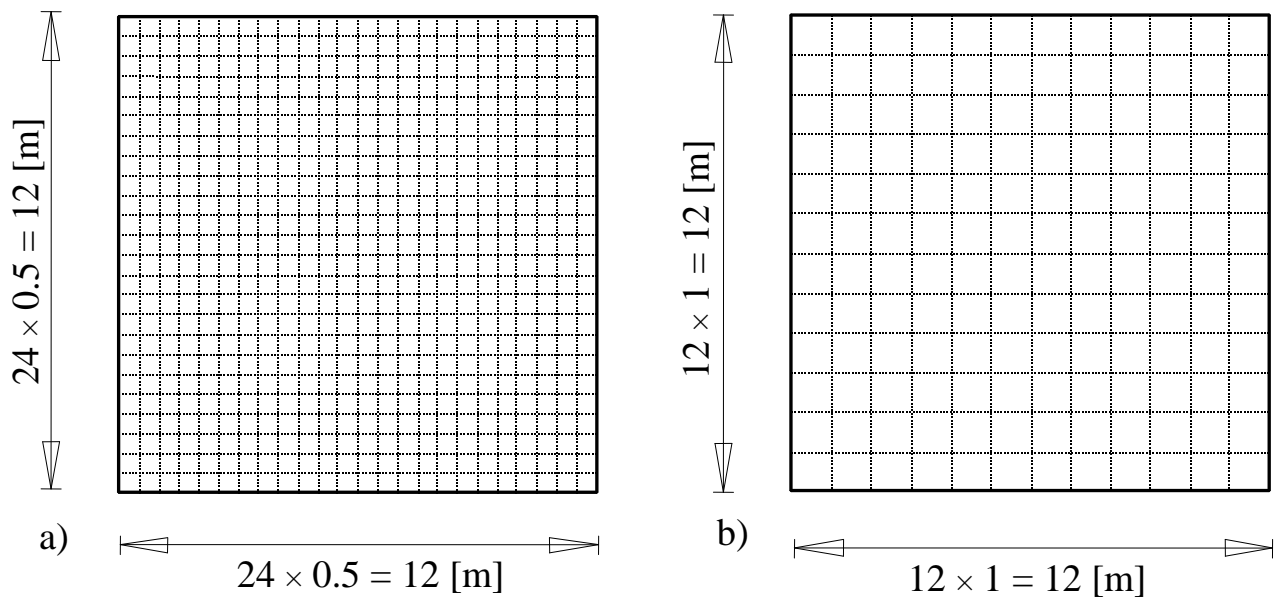 24 × 0.5 = 12 [m]
a)
24 × 0.5 = 12 [m]
12 × 1 = 12 [m]
b)
12 × 1 = 12 [m]